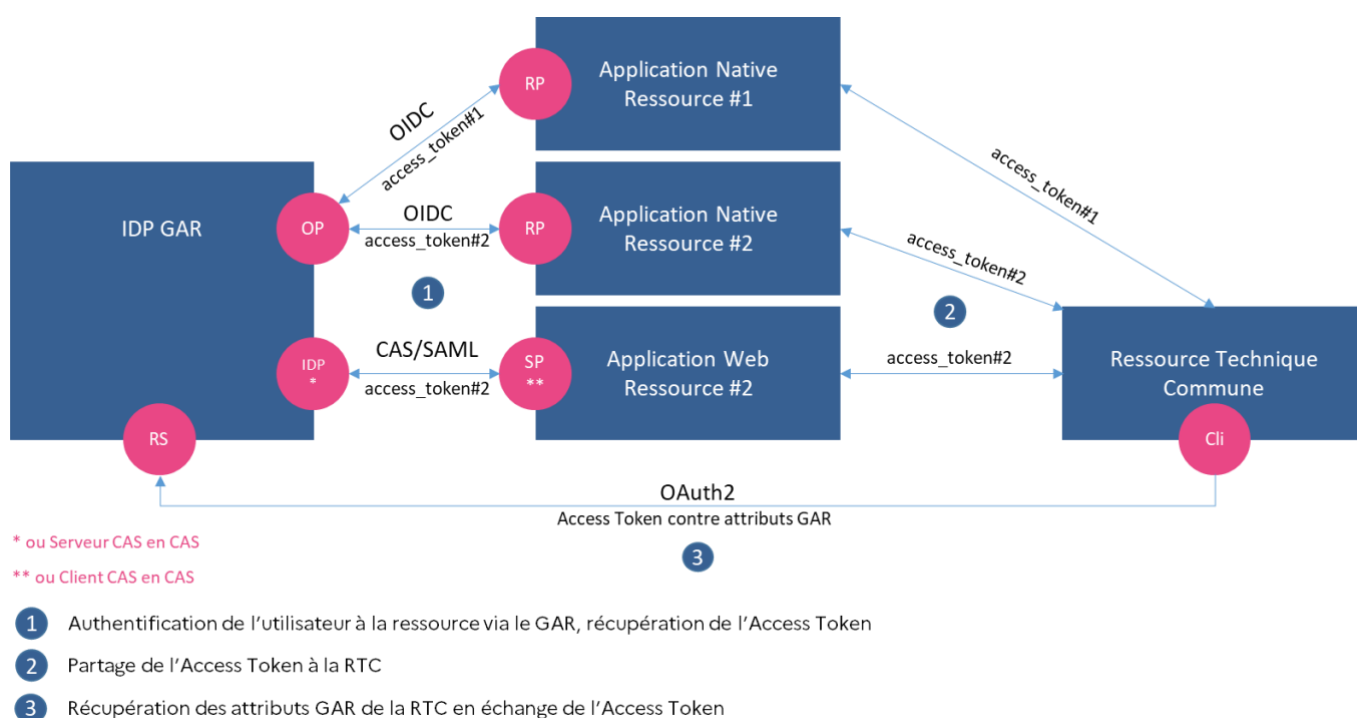 Application Native
Ressource #1
RP
OIDC
access_token#1
access_token#1
IDP GAR
OP
OIDC
access_token#2
RP
Application Native
Ressource #2
access_token#2
1
2
IDP
*
CAS/SAML
access_token#2
SP
**
Application Web
Ressource #2
access_token#2
Ressource Technique
Commune
RS
Cli
OAuth2
Access Token contre attributs GAR
3
* ou Serveur CAS en CAS
** ou Client CAS en CAS
1 Authentification de l'utilisateur à la ressource via le GAR, récupération de l'Access Token
2 Partage de l'Access Token à la RTC
3 Récupération des attributs GAR de la RTC en échange de l'Access Token